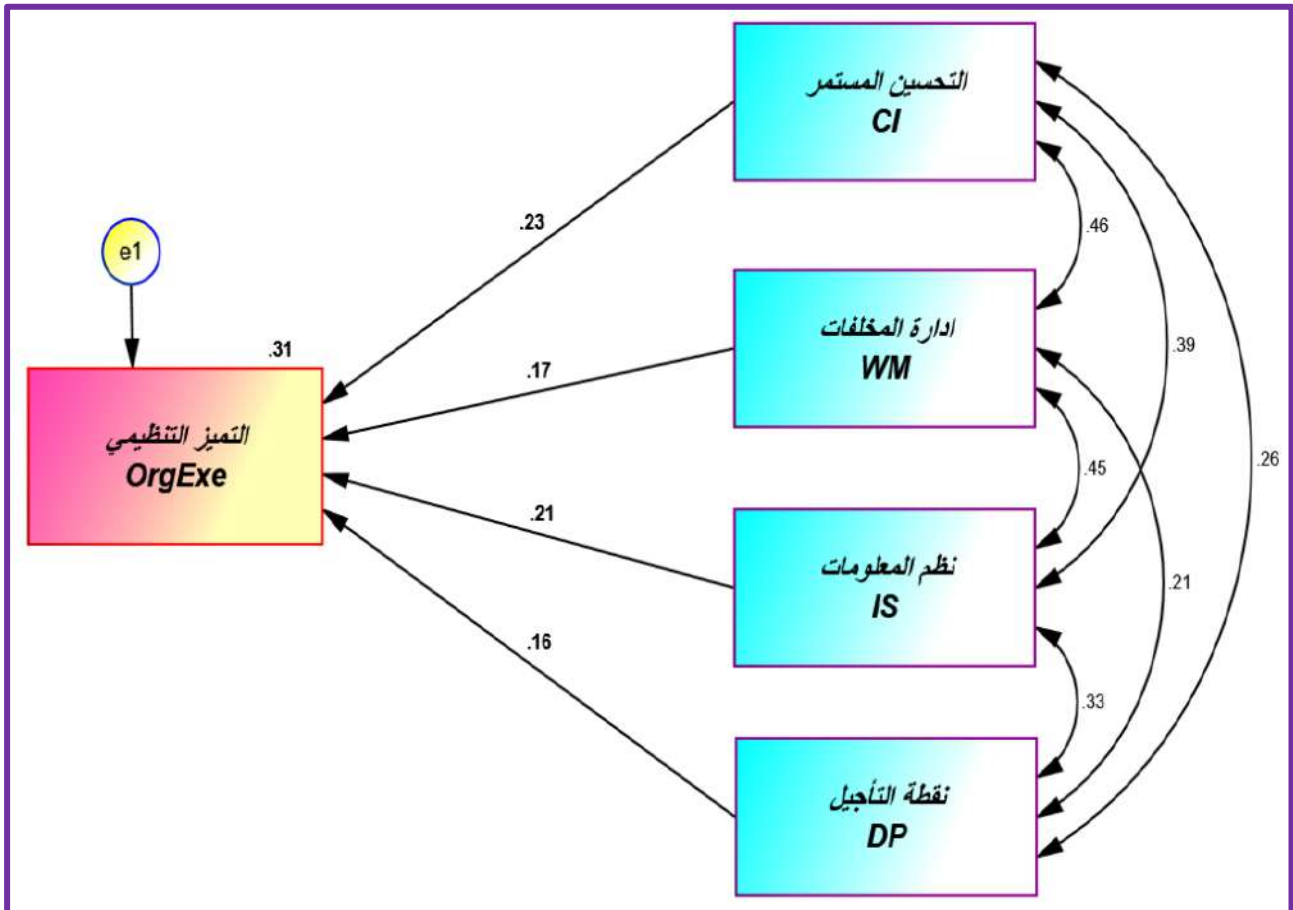 التحسين المستمر
CI
.23
.46
e1
ادارة المخلفات
WM
.39
.31
.17
التميز التنظيمي
OrgExe
.45
.26
.21
نظم المعلومات
IS
.21
.16
.33
نقطة التأجيل
DP